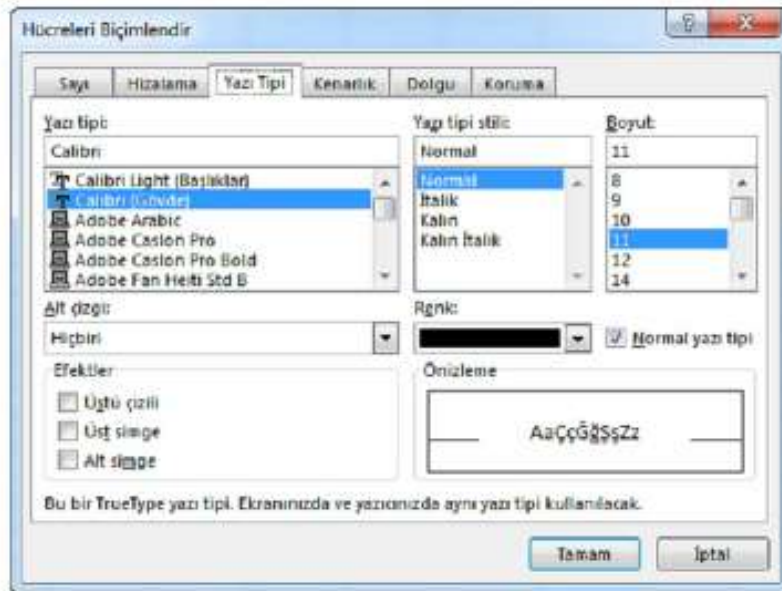 Hücreleri Biçimlendir
Sayı Hizalama Yazı Tipi Kenarlık Dolgu Koruma
Yazı tipi: Yazı tipi stili: Boyut:
Calibri Normal 11
Calibri Light (Başlıklar) Normal 8
Calibri (Gövde) İtalik 9
Adobe Arabic Kalın 10
Adobe Caslon Pro Kalın İtalik 11
Adobe Caslon Pro Bold 12
Adobe Fan Heiti Std B 14
Alt çizgi: Renk:
Hiçbiri Normal yazı tipi
Efektler Önizleme
Üstü çizili
Üst simge AaÇçĞğSşZz
Alt simge
Bu bir TrueType yazı tipi. Ekranınızda ve yazıcınızda aynı yazı tipi kullanılacak.
Tamam İptal